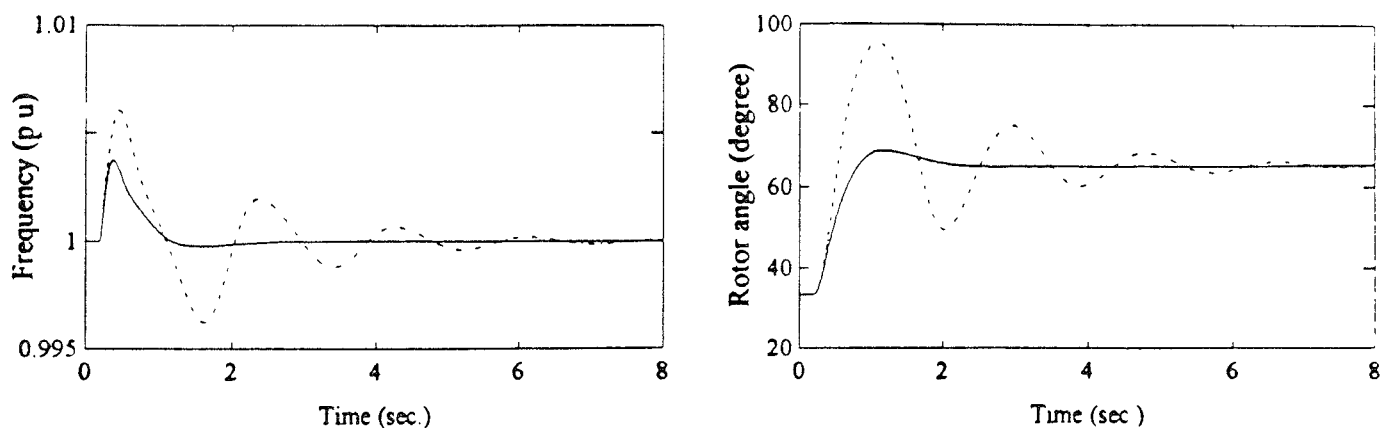 1.01
Frequency (p u)
1
0.995
0 2 4 6 8
Time (sec.)
100
80
60
40
20
Rotor angle (degree)
0 2 4 6 8
Time (sec )